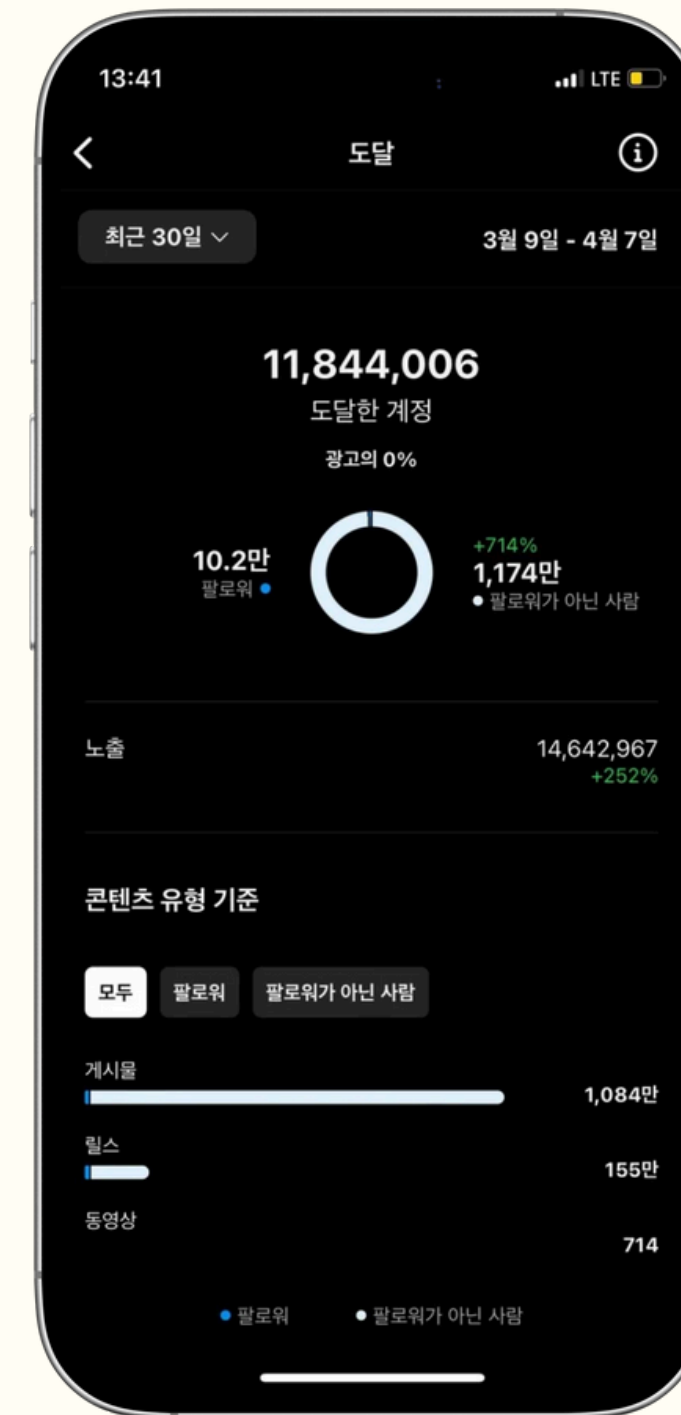 13:41
LTE
도달
최근 30일
3월 9일 - 4월 7일
11,844,006
도달한 계정
광고의 0%
10.2만
팔로워
+714%
1,174만
팔로워가 아닌 사람
노출
14,642,967
+252%
콘텐츠 유형 기준
모두
팔로워
팔로워가 아닌 사람
게시물
1,084만
릴스
155만
동영상
714
팔로워
팔로워가 아닌 사람